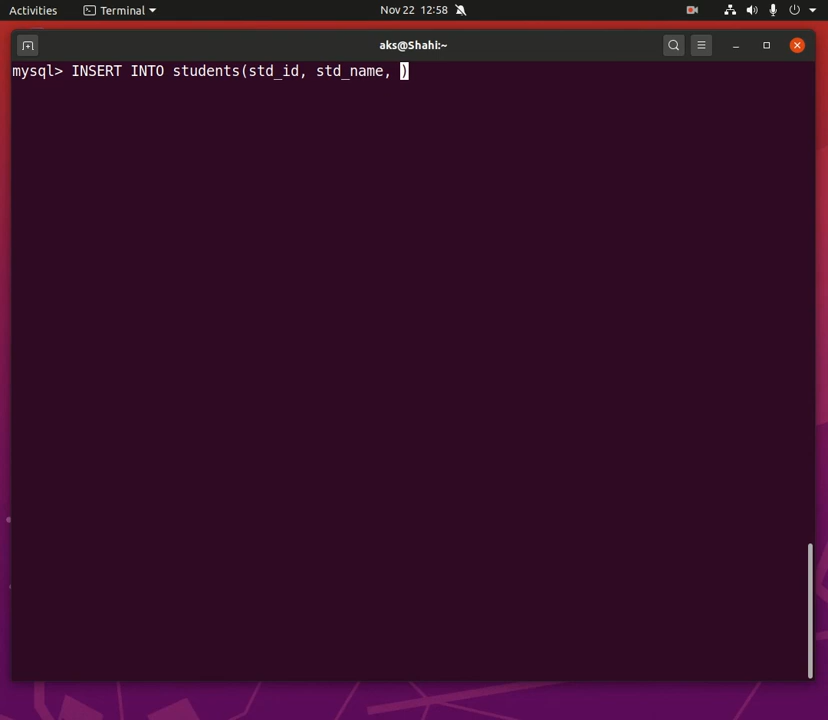 Activities Terminal Nov 22 12:58
aks@Shahi:~
mysql> INSERT INTO students(std_id, std_name, )